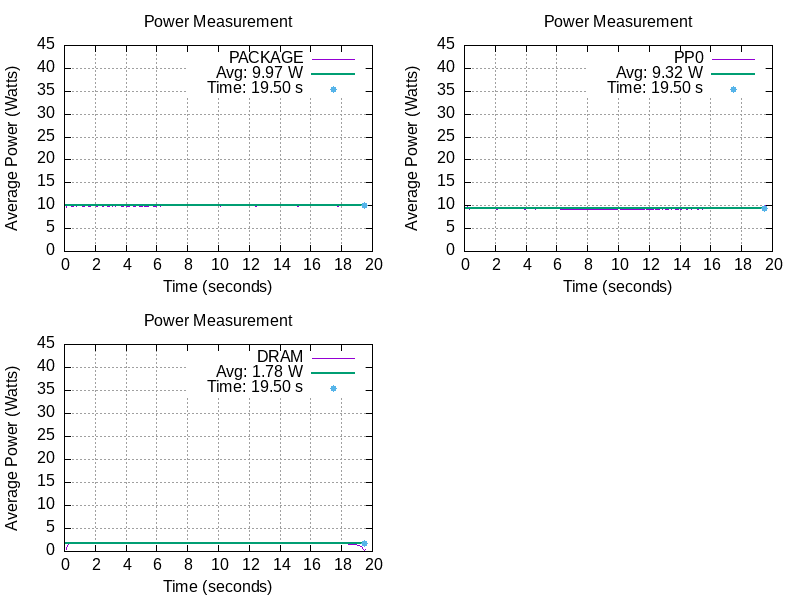 Power Measurement
45
40
35
30
25
20
15
10
5
0
Average Power (Watts)
PACKAGE
Avg: 9.97 W
Time: 19.50 s
0 2 4 6 8 10 12 14 16 18 20
Time (seconds)
Power Measurement
45
40
35
30
25
20
15
10
5
0
Average Power (Watts)
PP0
Avg: 9.32 W
Time: 19.50 s
0 2 4 6 8 10 12 14 16 18 20
Time (seconds)
Power Measurement
45
40
35
30
25
20
15
10
5
0
Average Power (Watts)
DRAM
Avg: 1.78 W
Time: 19.50 s
0 2 4 6 8 10 12 14 16 18 20
Time (seconds)